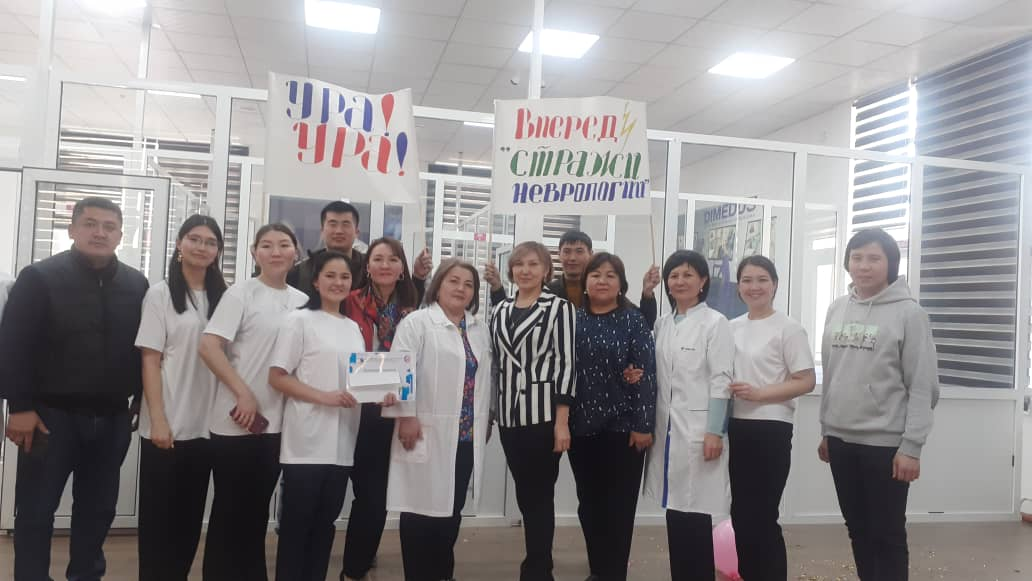 Ура!
Ура!
Вперед
"Стражи
неврологии"
DIMEDUS